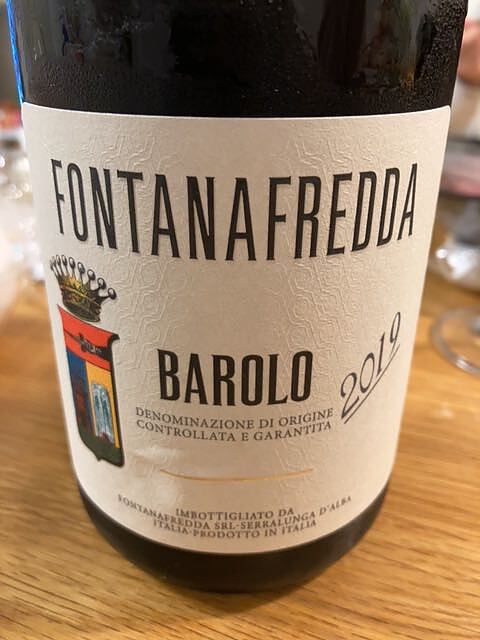 FONTANAFREDDA
BAROLO
2019
DENOMINAZIONE DI ORIGINE
CONTROLLATA E GARANTITA
IMBOTTIGLIATO DA
FONTANAFREDDA SRL-SERRALUNGA D'ALBA
ITALIA-PRODOTTO IN ITALIA